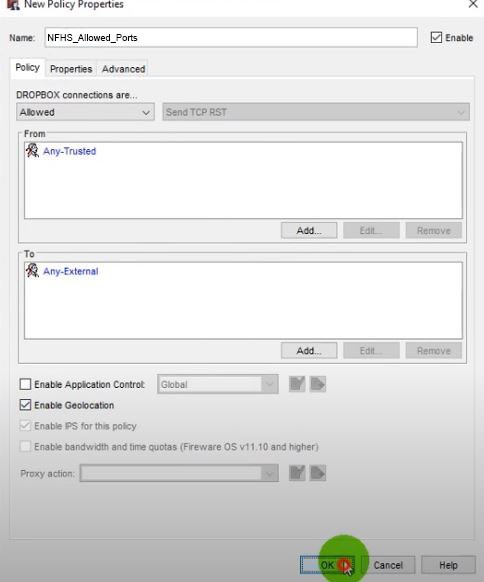 New Policy Properties
Name: NFHS_Allowed_Ports Enable
Policy Properties Advanced
DROPBOX connections are...
Allowed Send TCP RST
From
Any-Trusted
Add... Edit... Remove
To
Any-External
Add... Edit... Remove
Enable Application Control: Global
Enable Geolocation
Enable IPS for this policy
Enable bandwidth and time quotas (Fireware OS v11.10 and higher)
Proxy action:
OK Cancel Help